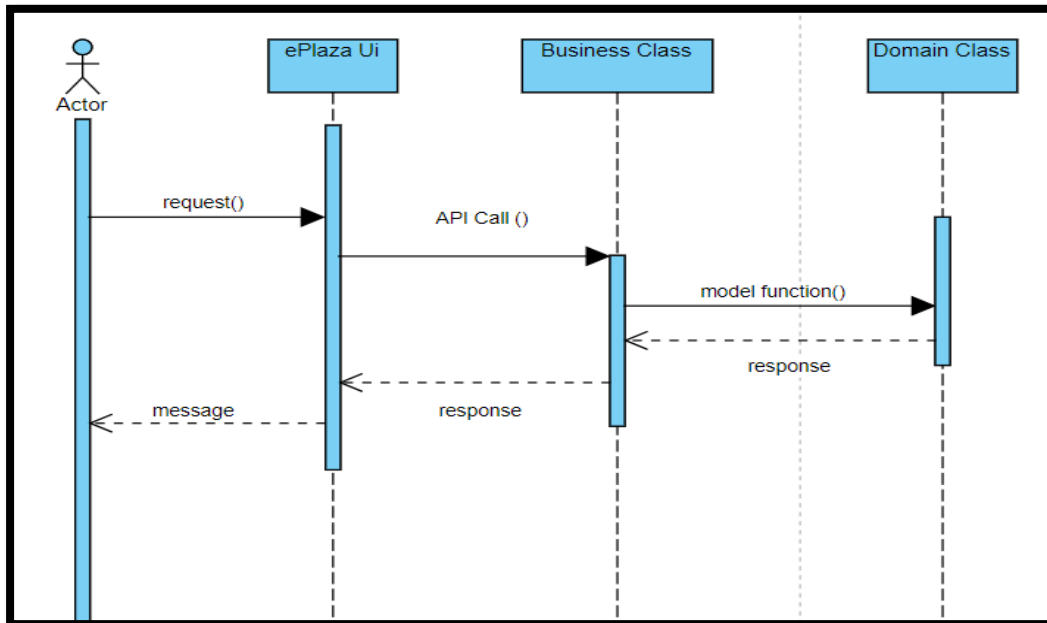 ePlaza Ui
Business Class
Domain Class
Actor
request()
API Call ()
model function()
response
response
message